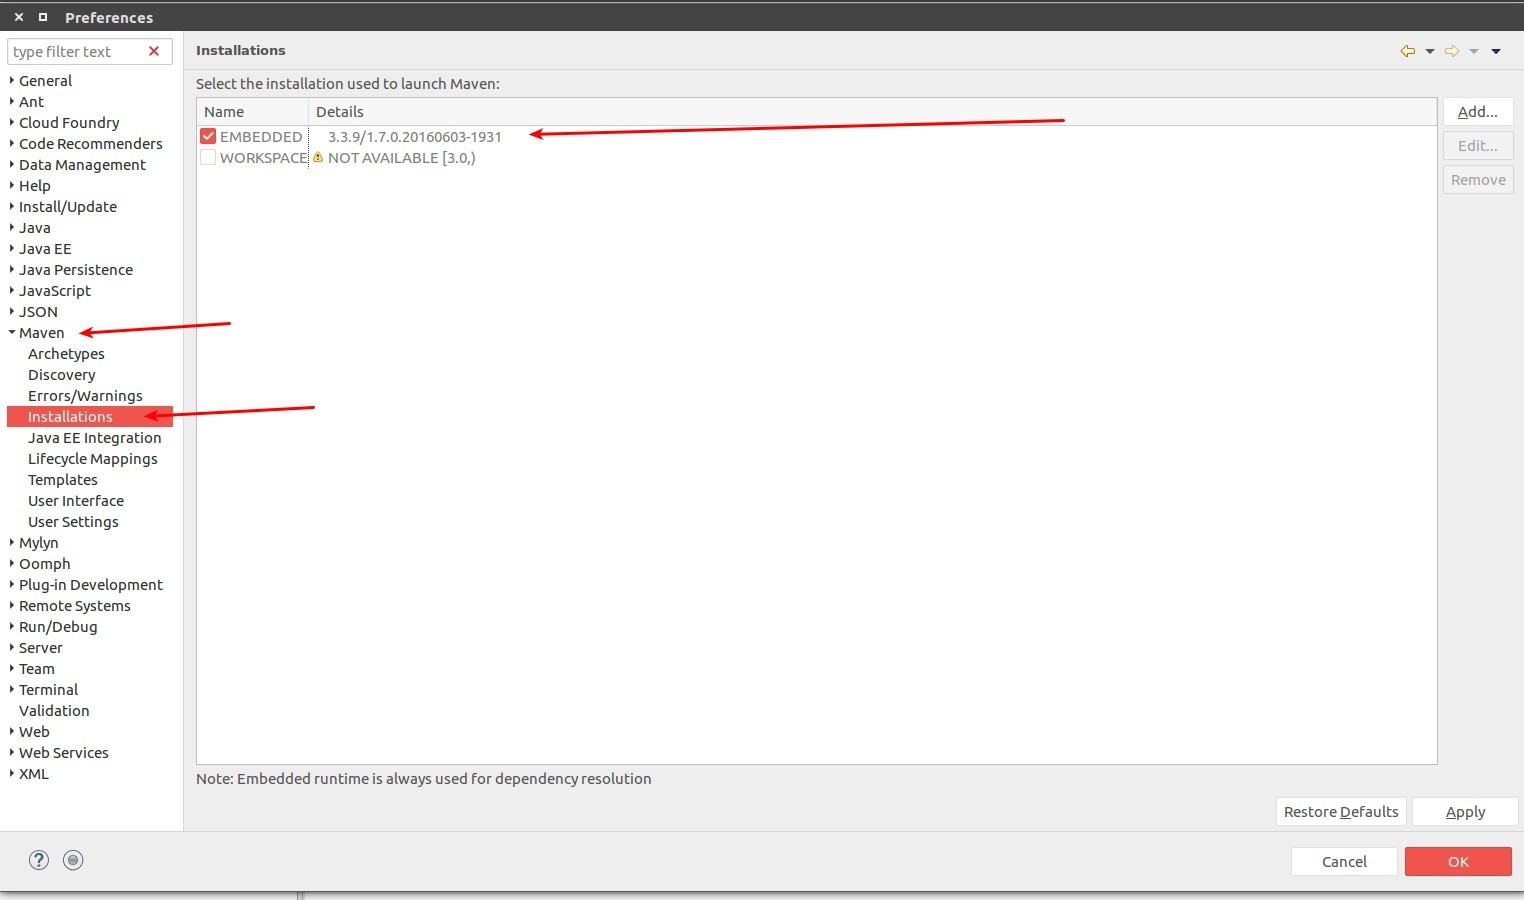 Preferences
type filter text
General
Ant
Cloud Foundry
Code Recommenders
Data Management
Help
Install/Update
Java
Java EE
Java Persistence
JavaScript
JSON
Maven
Archetypes
Discovery
Errors/Warnings
Installations
Java EE Integration
Lifecycle Mappings
Templates
User Interface
User Settings
Mylyn
Oomph
Plug-in Development
Remote Systems
Run/Debug
Server
Team
Terminal
Validation
Web
Web Services
XML
Installations
Select the installation used to launch Maven:
Name Details
EMBEDDED 3.3.9/1.7.0.20160603-1931
WORKSPACE NOT AVAILABLE [3.0,)
Add...
Edit...
Remove
Note: Embedded runtime is always used for dependency resolution
Restore Defaults Apply
Cancel OK